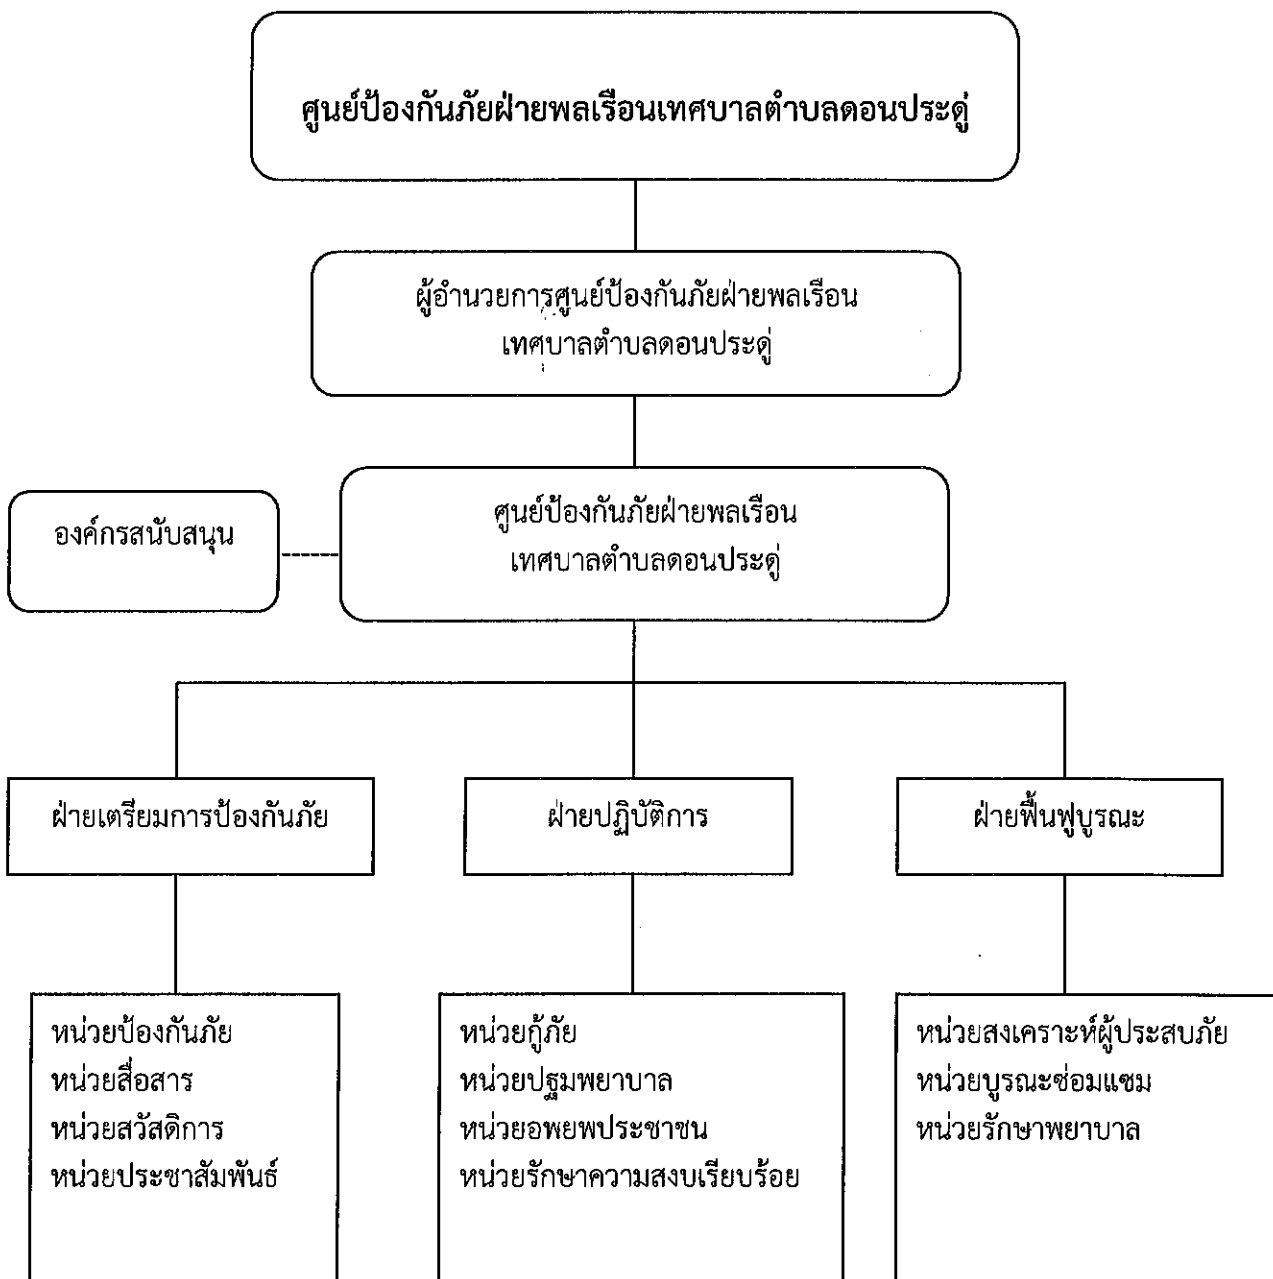 ศูนย์ป้องกันภัยฝ่ายพลเรือนเทศบาลตำบลดอนประดู่
ผู้อำนวยการศูนย์ป้องกันภัยฝ่ายพลเรือน
เทศบาลตำบลดอนประดู่
องค์กรสนับสนุน
ศูนย์ป้องกันภัยฝ่ายพลเรือน
เทศบาลตำบลดอนประดู่
ฝ่ายเตรียมการป้องกันภัย
ฝ่ายปฏิบัติการ
ฝ่ายฟื้นฟูบูรณะ
หน่วยป้องกันภัย
หน่วยสื่อสาร
หน่วยสวัสดิการ
หน่วยประชาสัมพันธ์
หน่วยกู้ภัย
หน่วยปฐมพยาบาล
หน่วยอพยพประชาชน
หน่วยรักษาความสงบเรียบร้อย
หน่วยสงเคราะห์ผู้ประสบภัย
หน่วยบูรณะซ่อมแซม
หน่วยรักษาพยาบาล